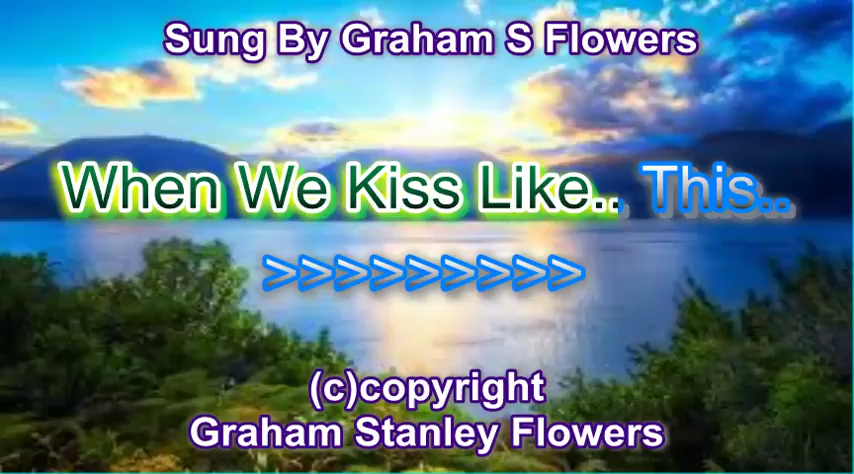 Sung By Graham S Flowers
When We Kiss Like.. This..
>>>>>>>>>
(c)copyright
Graham Stanley Flowers